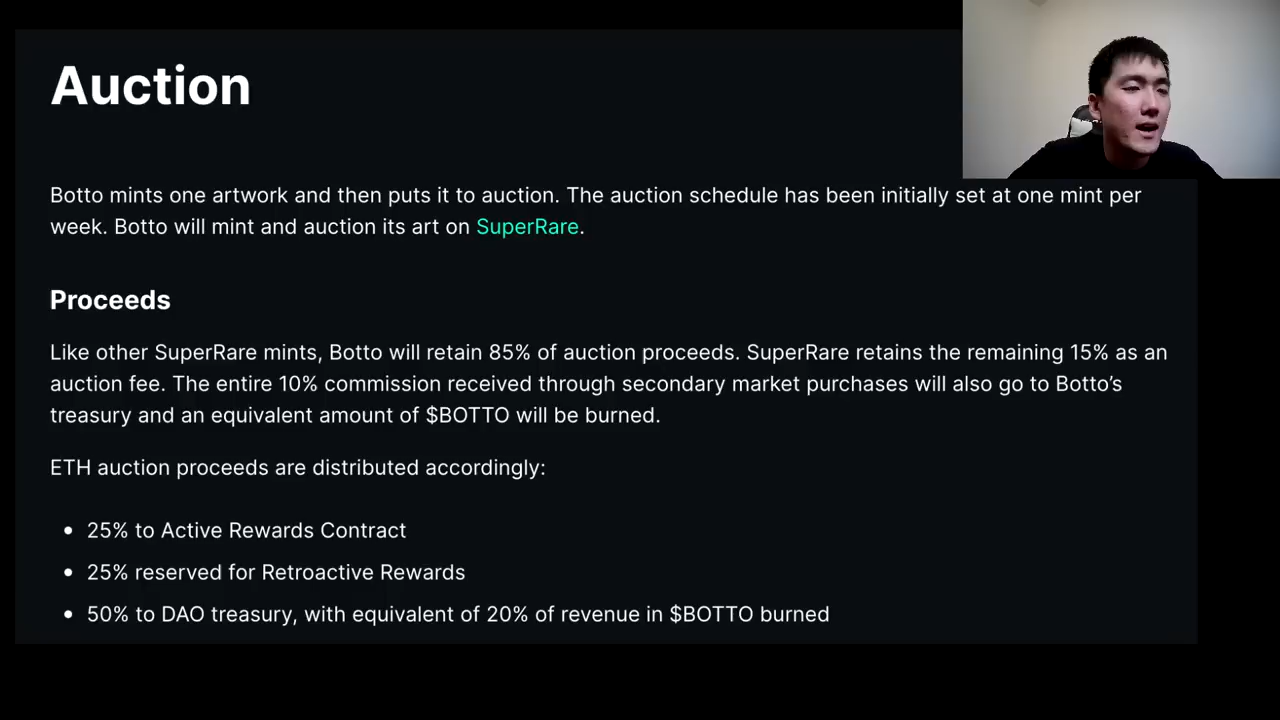 Auction
Botto mints one artwork and then puts it to auction. The auction schedule has been initially set at one mint per
week. Botto will mint and auction its art on SuperRare.
Proceeds
Like other SuperRare mints, Botto will retain 85% of auction proceeds. SuperRare retains the remaining 15% as an
auction fee. The entire 10% commission received through secondary market purchases will also go to Botto’s
treasury and an equivalent amount of $BOTTO will be burned.
ETH auction proceeds are distributed accordingly:
• 25% to Active Rewards Contract
• 25% reserved for Retroactive Rewards
• 50% to DAO treasury, with equivalent of 20% of revenue in $BOTTO burned